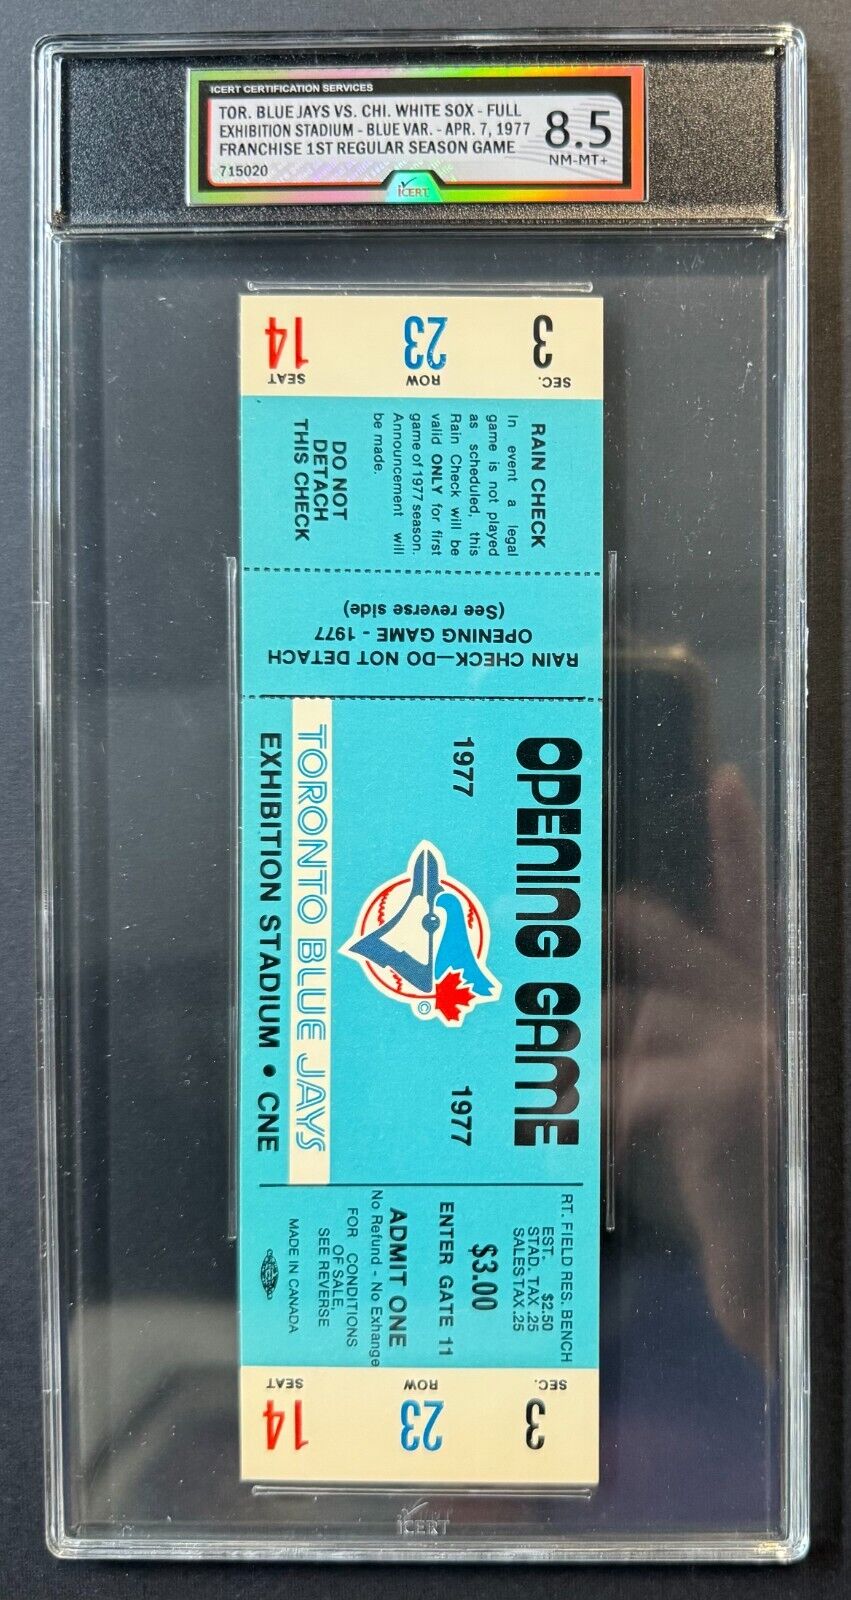 ICERT CERTIFICATION SERVICES
TOR. BLUE JAYS VS. CHI. WHITE SOX - FULL
EXHIBITION STADIUM - BLUE VAR. - APR. 7, 1977
FRANCHISE 1ST REGULAR SEASON GAME
715020
8.5
NM-MT+
iCERT
SEC. 3
ROW 23
SEAT 14
RAIN CHECK
In event a legal
game is not played
as scheduled, this
Rain Check will be
valid ONLY for first
game of 1977 season.
Announcement will
be made.
DO NOT
DETACH
THIS CHECK
RAIN CHECK—DO NOT DETACH
OPENING GAME - 1977
(See reverse side)
OPENING GAME
1977 1977
©
TORONTO BLUE JAYS
EXHIBITION STADIUM • CNE
RT. FIELD RES. BENCH
EST. $2.50
STAD. TAX .25
SALES TAX .25
$3.00
ENTER GATE 11
ADMIT ONE
No Refund - No Exhange
FOR CONDITIONS
OF SALE,
SEE REVERSE
MADE IN CANADA
SEC. 3
ROW 23
SEAT 14
iCERT